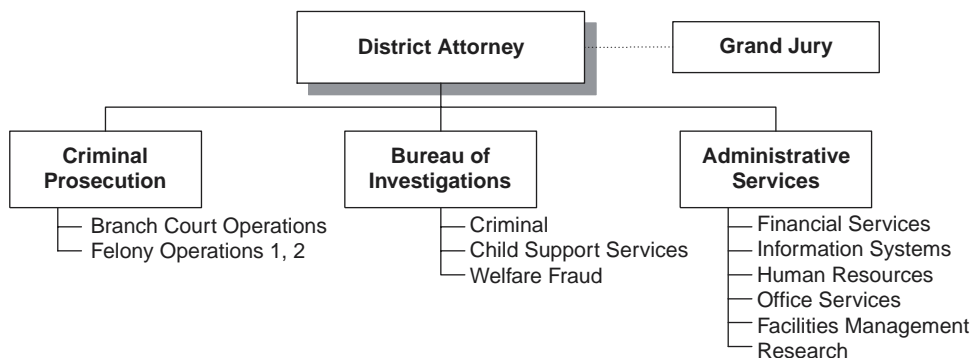 District Attorney
Grand Jury
Criminal
Prosecution
Branch Court Operations
Felony Operations 1, 2
Bureau of
Investigations
Criminal
Child Support Services
Welfare Fraud
Administrative
Services
Financial Services
Information Systems
Human Resources
Office Services
Facilities Management
Research